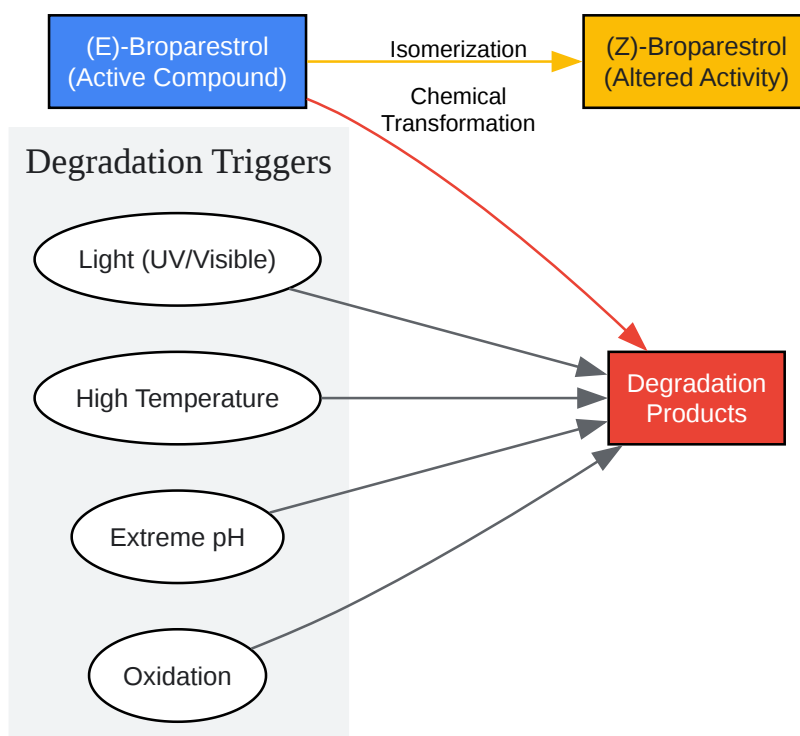 (E)-Broparestrol
(Active Compound)
Isomerization
(Z)-Broparestrol
(Altered Activity)
Chemical
Transformation
Degradation Triggers
Light (UV/Visible)
High Temperature
Extreme pH
Oxidation
Degradation
Products